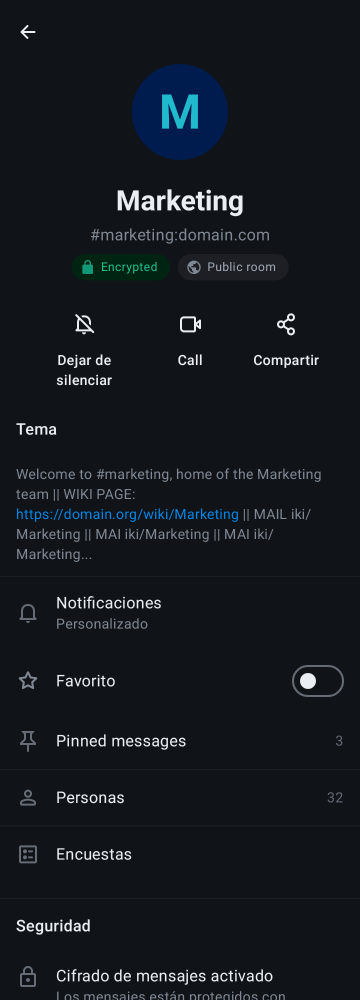 M
Marketing
#marketing:domain.com
Encrypted
Public room
Dejar de
silenciar
Call
Compartir
Tema
Welcome to #marketing, home of the Marketing
team || WIKI PAGE:
https://domain.org/wiki/Marketing || MAIL iki/
Marketing || MAI iki/Marketing || MAI iki/
Marketing...
Notificaciones
Personalizado
Favorito
Pinned messages
3
Personas
32
Encuestas
Seguridad
Cifrado de mensajes activado
Los mensajes están protegidos con